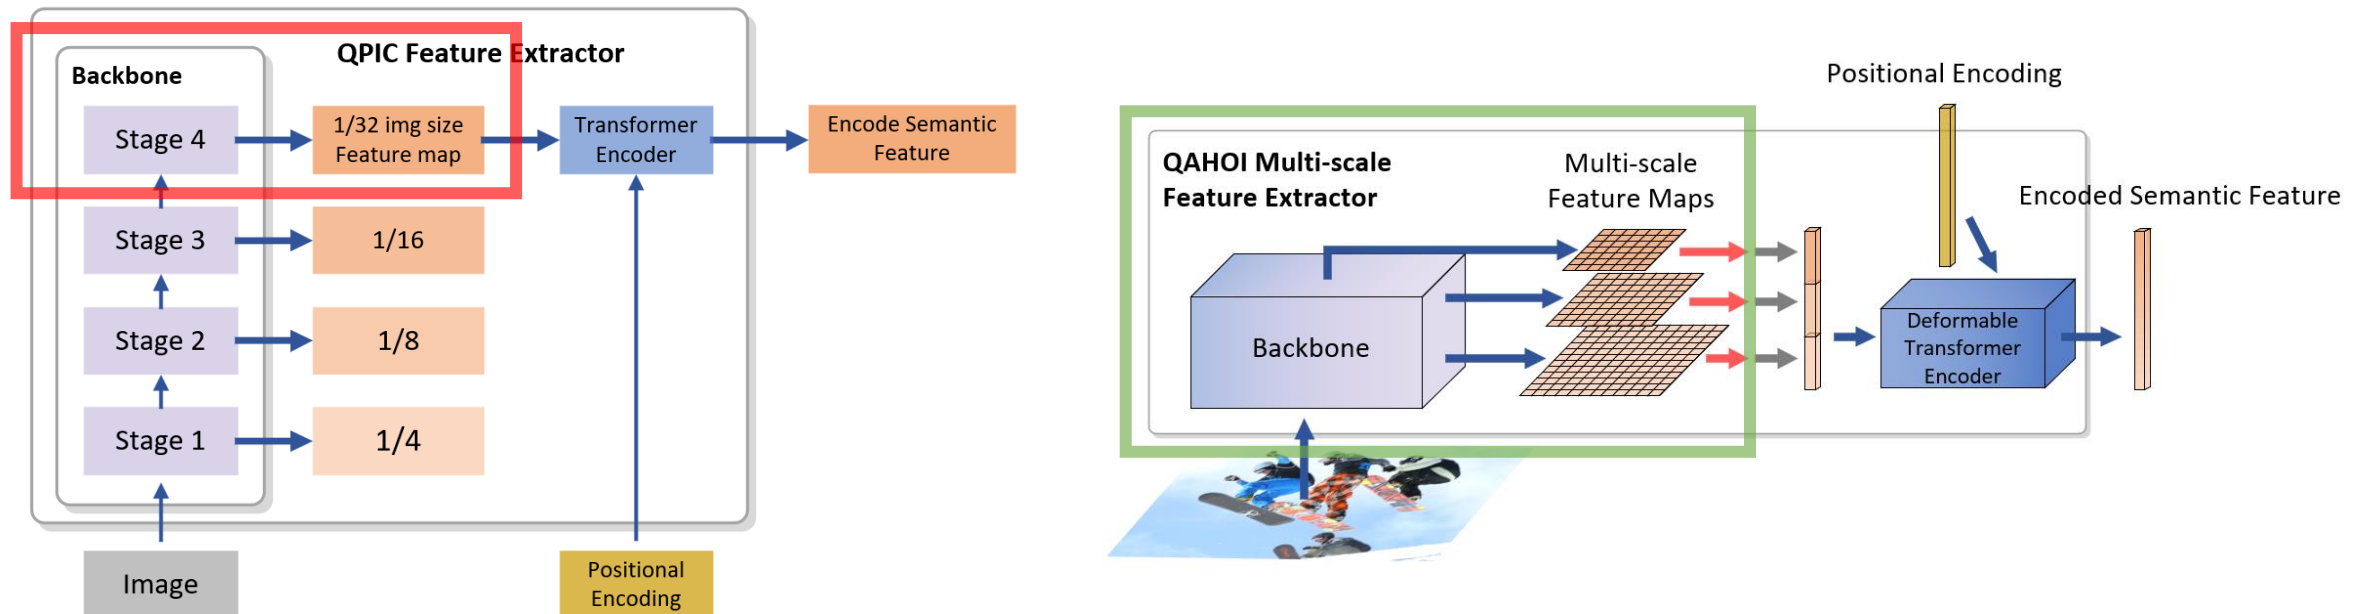 QPIC Feature Extractor
Backbone
Stage 4
1/32 img size
Feature map
Transformer
Encoder
Encode Semantic
Feature
Stage 3
1/16
Stage 2
1/8
Stage 1
1/4
Image
Positional
Encoding
Positional Encoding
QAHOI Multi-scale
Feature Extractor
Multi-scale
Feature Maps
Encoded Semantic Feature
Backbone
Deformable
Transformer
Encoder